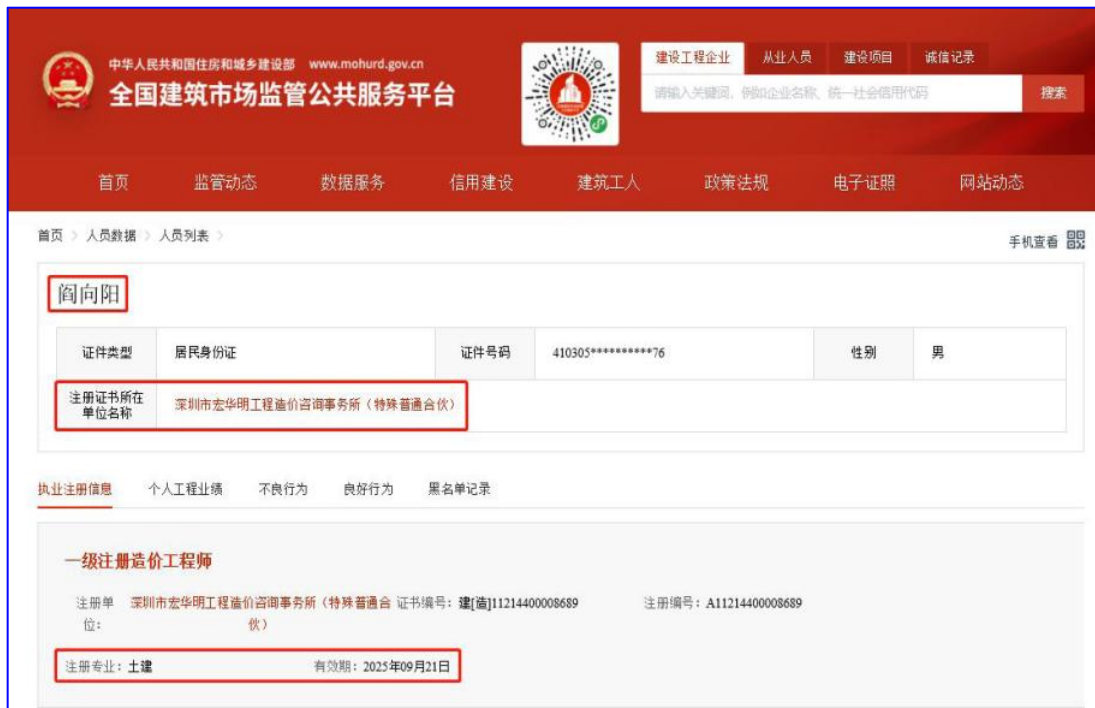 中华人民共和国住房和城乡建设部 www.mohurd.gov.cn
全国建筑市场监管公共服务平台
建设工程企业 从业人员 建设项目 诚信记录
请输入关键词，例如企业名称、统一社会信用代码 搜索
首页 监管动态 数据服务 信用建设 建筑工人 政策法规 电子证照 网站动态
首页 > 人员数据 > 人员列表 >
手机查看
阎向阳
证件类型 居民身份证 证件号码 410305**********76 性别 男
注册证书所在
单位名称
深圳市宏华明工程造价咨询事务所（特殊普通合伙）
执业注册信息 个人工程业绩 不良行为 良好行为 黑名单记录
一级注册造价工程师
注册单 深圳市宏华明工程造价咨询事务所（特殊普通合 证书编号：建[造]11214400008689 注册编号：A11214400008689
位： 伙）
注册专业：土建 有效期：2025年09月21日